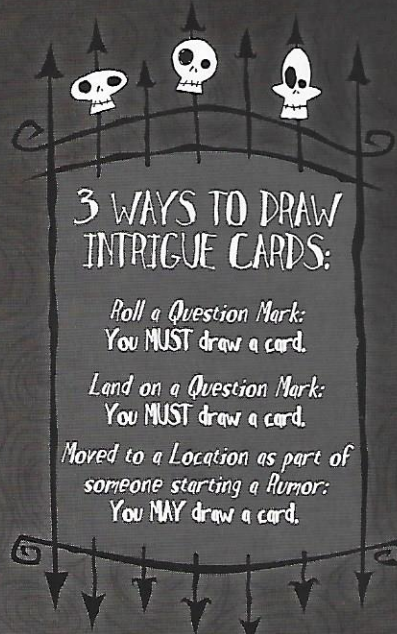 3 WAYS TO DRAW
INTRIGUE CARDS:
Roll a Question Mark:
You MUST draw a card.
Land on a Question Mark:
You MUST draw a card.
Moved to a Location as part of
someone starting a Rumor:
You MAY draw a card.